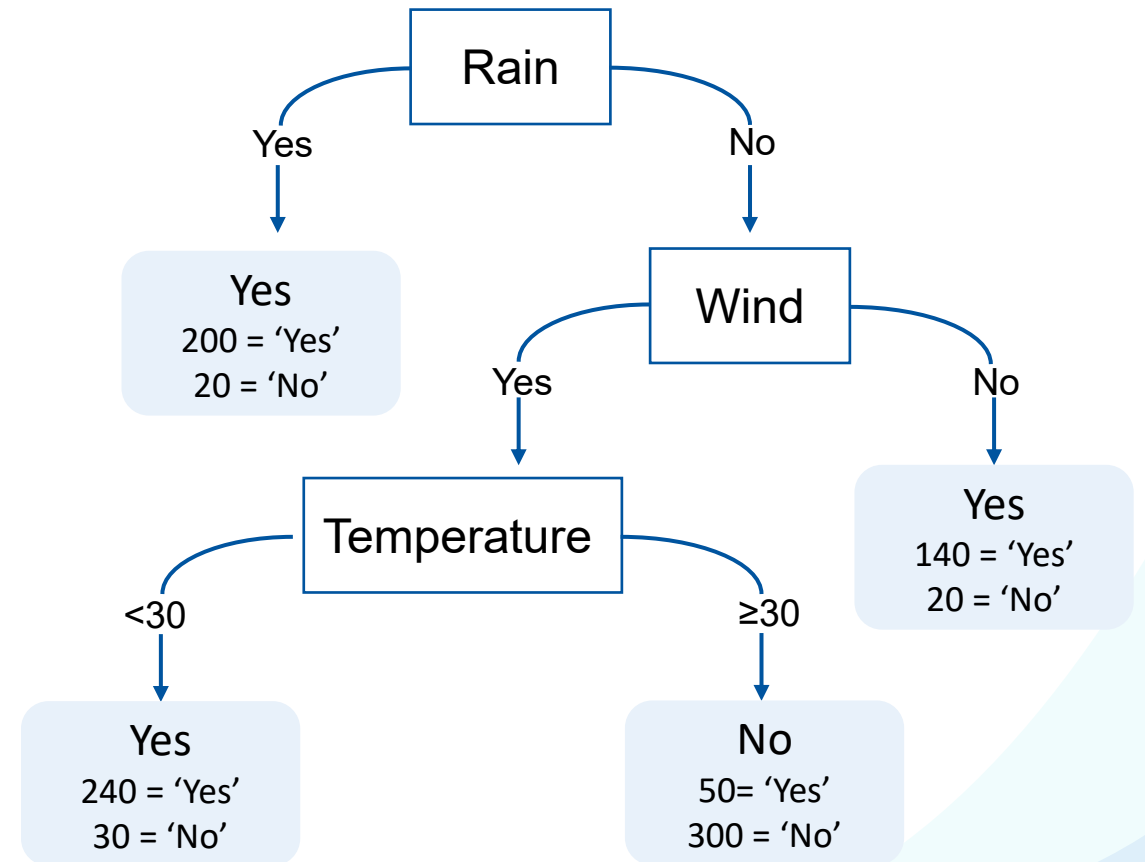 Rain
Yes
No
Yes
200 = ‘Yes’
20 = ‘No’
Wind
Yes
No
Temperature
Yes
140 = ‘Yes’
20 = ‘No’
<30
≥30
Yes
240 = ‘Yes’
30 = ‘No’
No
50= ‘Yes’
300 = ‘No’